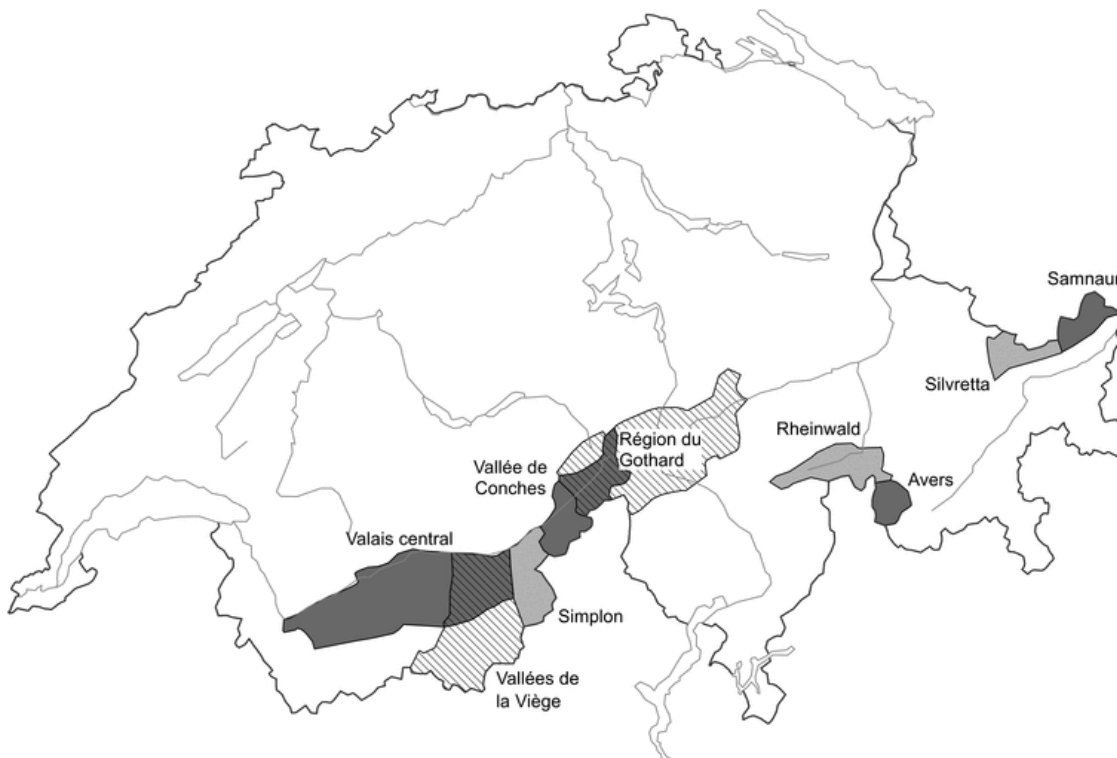 Samnaun
Silvretta
Rheinwald
Région du
Gothard
Vallée de
Conches
Avers
Valais central
Simplon
Vallées de
la Viège